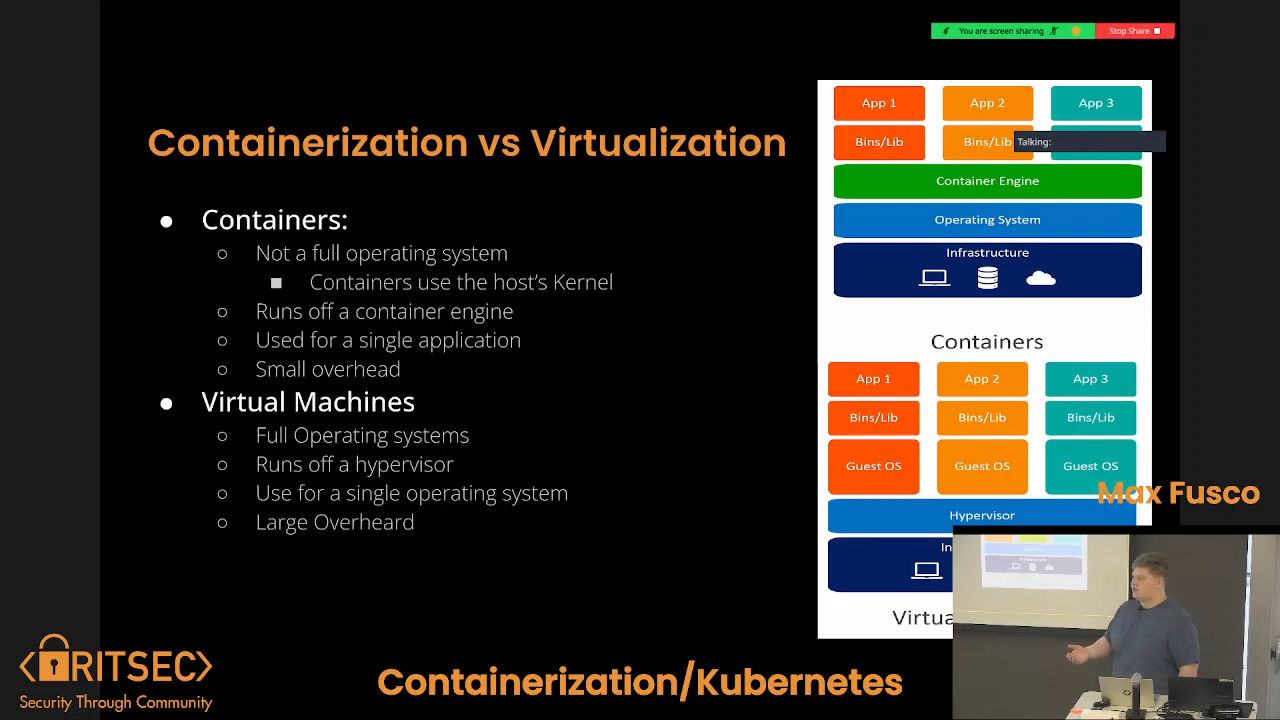 You are screen sharing
Stop Share
Containerization vs Virtualization
Containers:
Not a full operating system
Containers use the host's Kernel
Runs off a container engine
Used for a single application
Small overhead
Virtual Machines
Full Operating systems
Runs off a hypervisor
Use for a single operating system
Large Overheard
App 1 App 2 App 3
Bins/Lib Bins/Lib
Talking:
Container Engine
Operating System
Infrastructure
Containers
App 1 App 2 App 3
Bins/Lib Bins/Lib Bins/Lib
Guest OS Guest OS Guest OS
Hypervisor
Max Fusco
RITSEC
Security Through Community
Containerization/Kubernetes